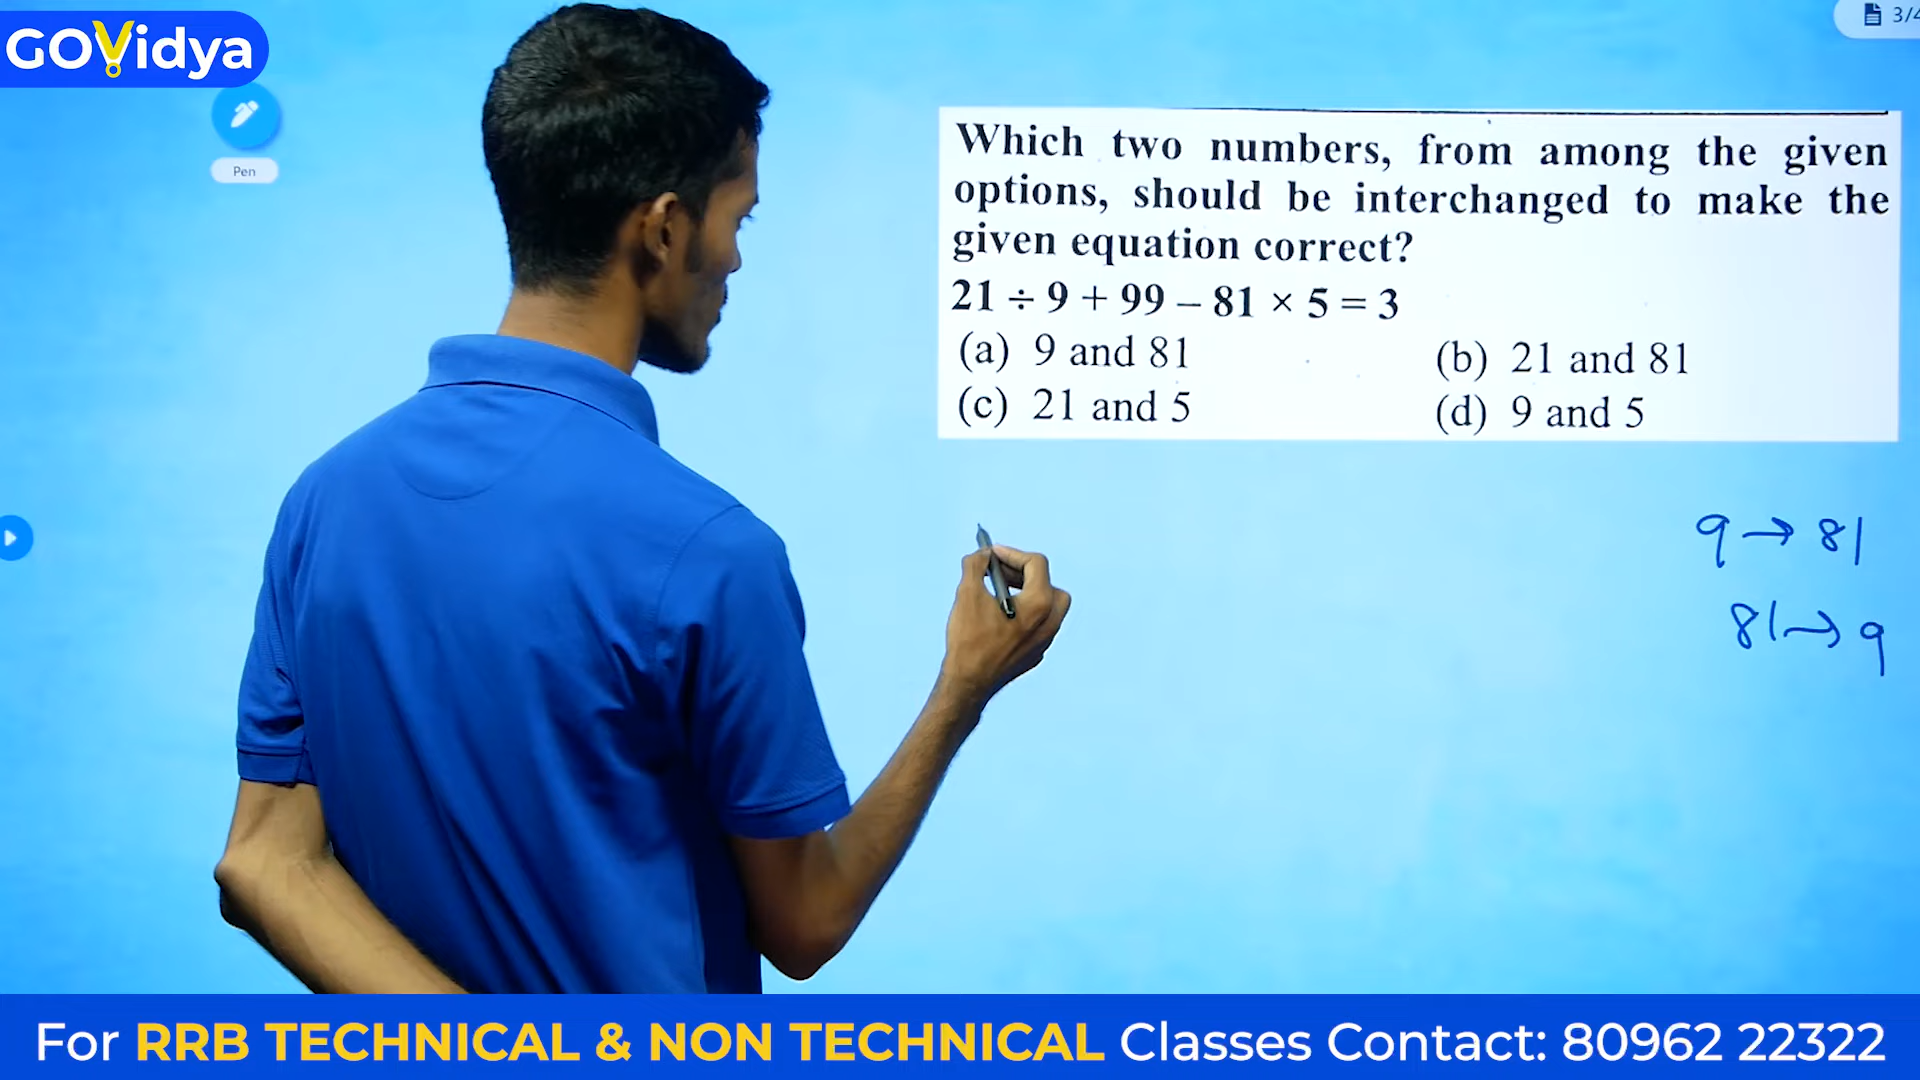 GOVidya
3/4
Pen
Which two numbers, from among the given
options, should be interchanged to make the
given equation correct?
21 ÷ 9 + 99 – 81 × 5 = 3
(a) 9 and 81 (b) 21 and 81
(c) 21 and 5 (d) 9 and 5
9 → 81
81 → 9
For RRB TECHNICAL & NON TECHNICAL Classes Contact: 80962 22322